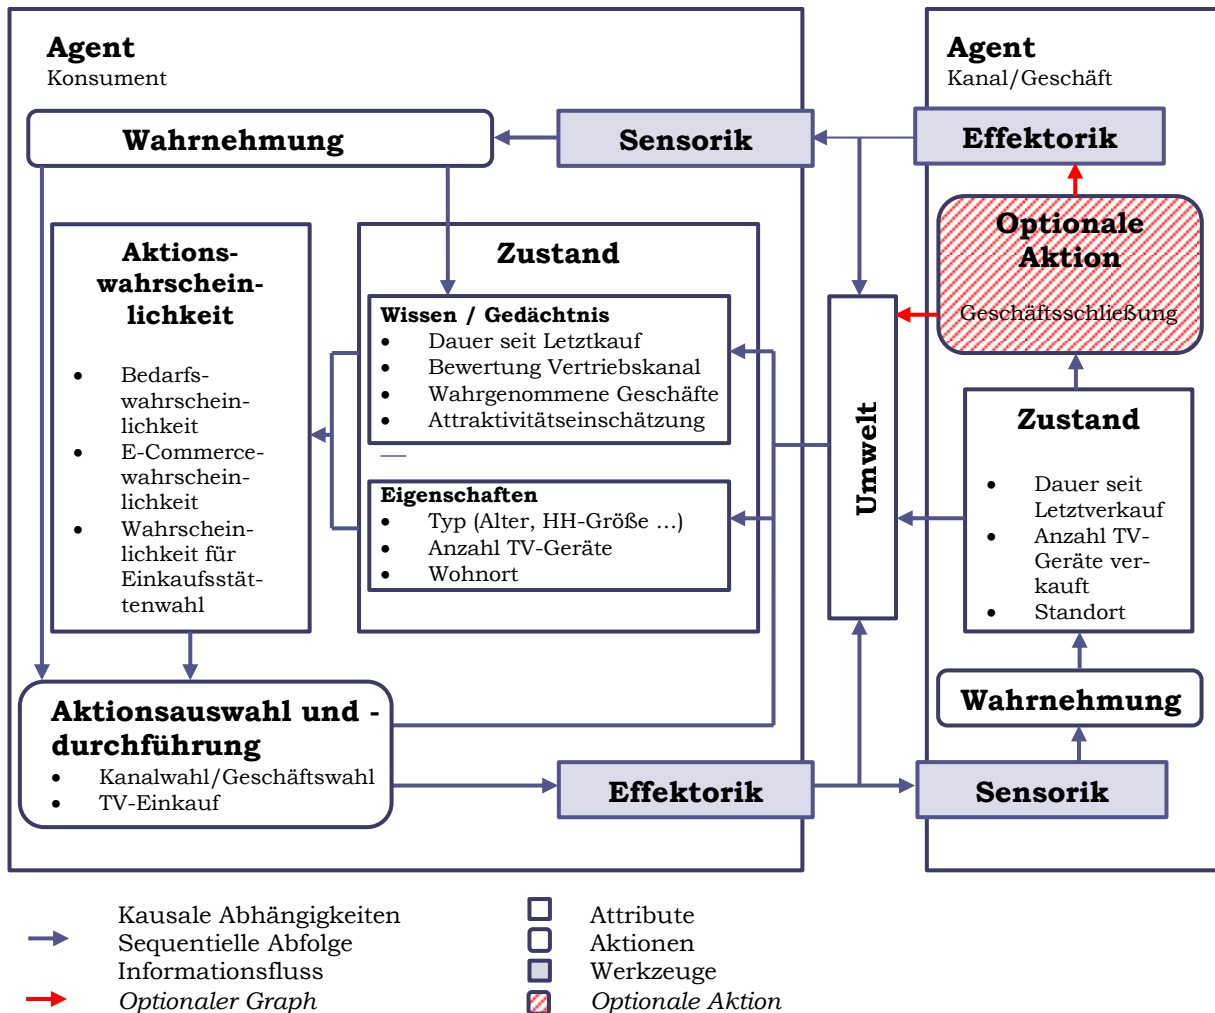 Agent
Konsument
Wahrnehmung
Sensorik
Aktions-
wahrschein-
lichkeit
• Bedarfs-
wahrschein-
lichkeit
• E-Commerce-
wahrschein-
lichkeit
• Wahrschein-
lichkeit für
Einkaufsstät-
tenwahl
Zustand
Wissen / Gedächtnis
• Dauer seit Letztkauf
• Bewertung Vertriebskanal
• Wahrgenommene Geschäfte
• Attraktivitätseinschätzung
Eigenschaften
• Typ (Alter, HH-Größe ...)
• Anzahl TV-Geräte
• Wohnort
Aktionsauswahl und -
durchführung
• Kanalwahl/Geschäftswahl
• TV-Einkauf
Effektorik
Umwelt
Agent
Kanal/Geschäft
Effektorik
Optionale
Aktion
Geschäftsschließung
Zustand
• Dauer seit
Letztverkauf
• Anzahl TV-
Geräte ver-
kauft
• Standort
Wahrnehmung
Sensorik
Kausale Abhängigkeiten
Sequentielle Abfolge
Informationsfluss
Optionaler Graph
Attribute
Aktionen
Werkzeuge
Optionale Aktion